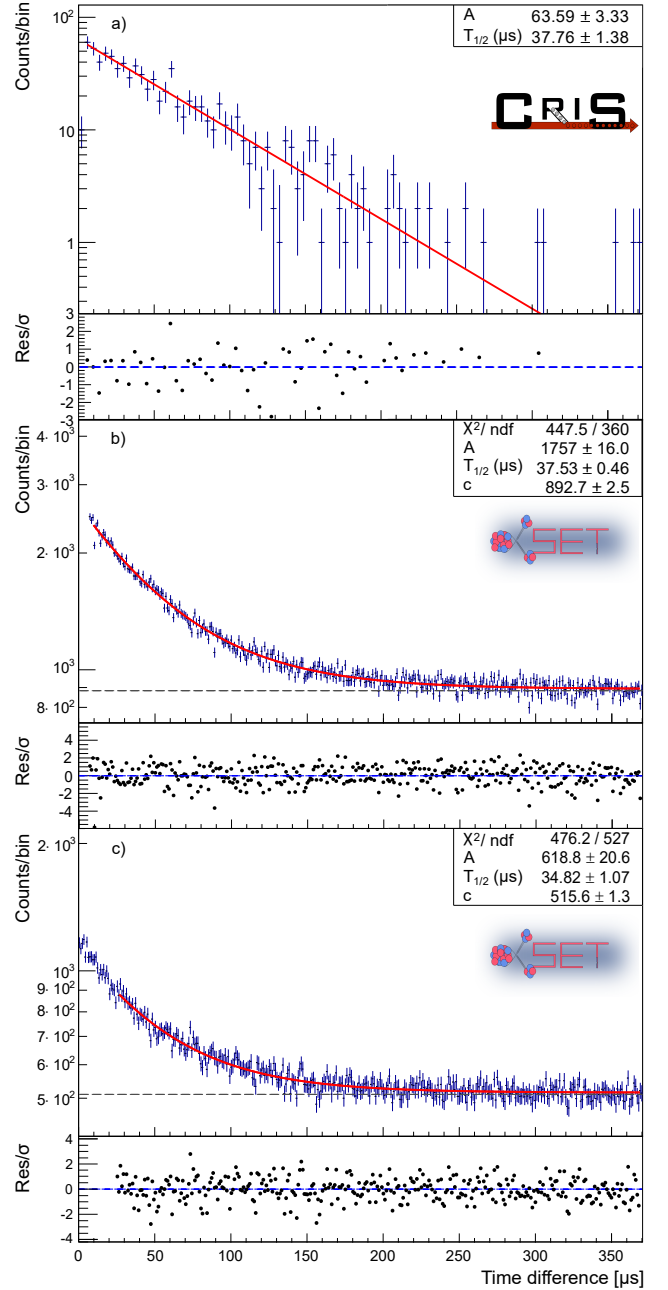 a)
A 63.59 ± 3.33
T1/2 (μs) 37.76 ± 1.38
CRIS
Counts/bin
10²
10
1
Res/σ
3
2
1
0
-1
-2
-3
b)
Χ²/ ndf 447.5 / 360
A 1757 ± 16.0
T1/2 (μs) 37.53 ± 0.46
c 892.7 ± 2.5
SET
Counts/bin
4· 10³
3· 10³
2· 10³
10³
8· 10²
Res/σ
4
2
0
-2
-4
c)
Χ²/ ndf 476.2 / 527
A 618.8 ± 20.6
T1/2 (μs) 34.82 ± 1.07
c 515.6 ± 1.3
SET
Counts/bin
2· 10³
10³
9· 10²
8· 10²
7· 10²
6· 10²
5· 10²
Res/σ
4
2
0
-2
-4
0 50 100 150 200 250 300 350
Time difference [μs]